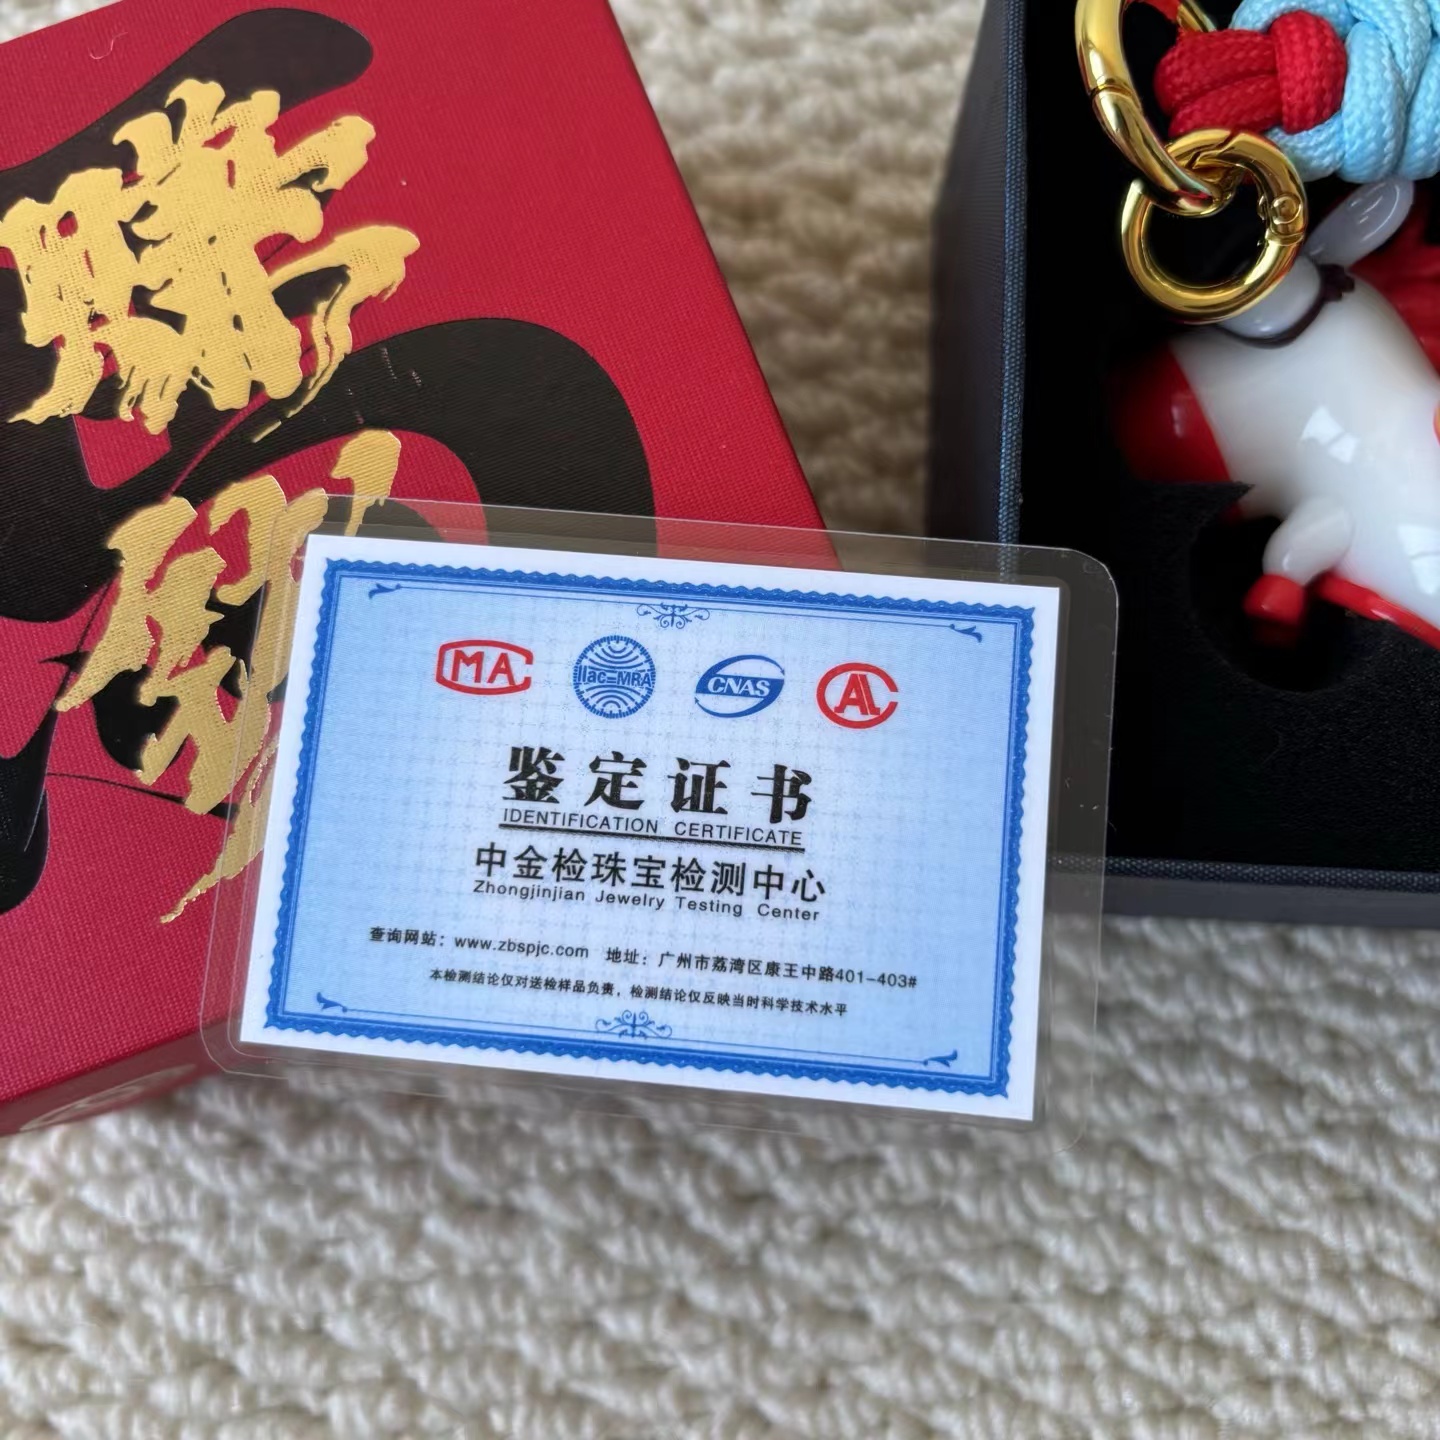 MA
ilac-MRA
CNAS
CAL
鉴定证书
IDENTIFICATION CERTIFICATE
中金检珠宝检测中心
Zhongjinjian Jewelry Testing Center
查询网站：www.zbspjc.com 地址：广州市荔湾区康王中路401-403#
本检测结论仅对送检样品负责，检测结论仅反映当时科学技术水平